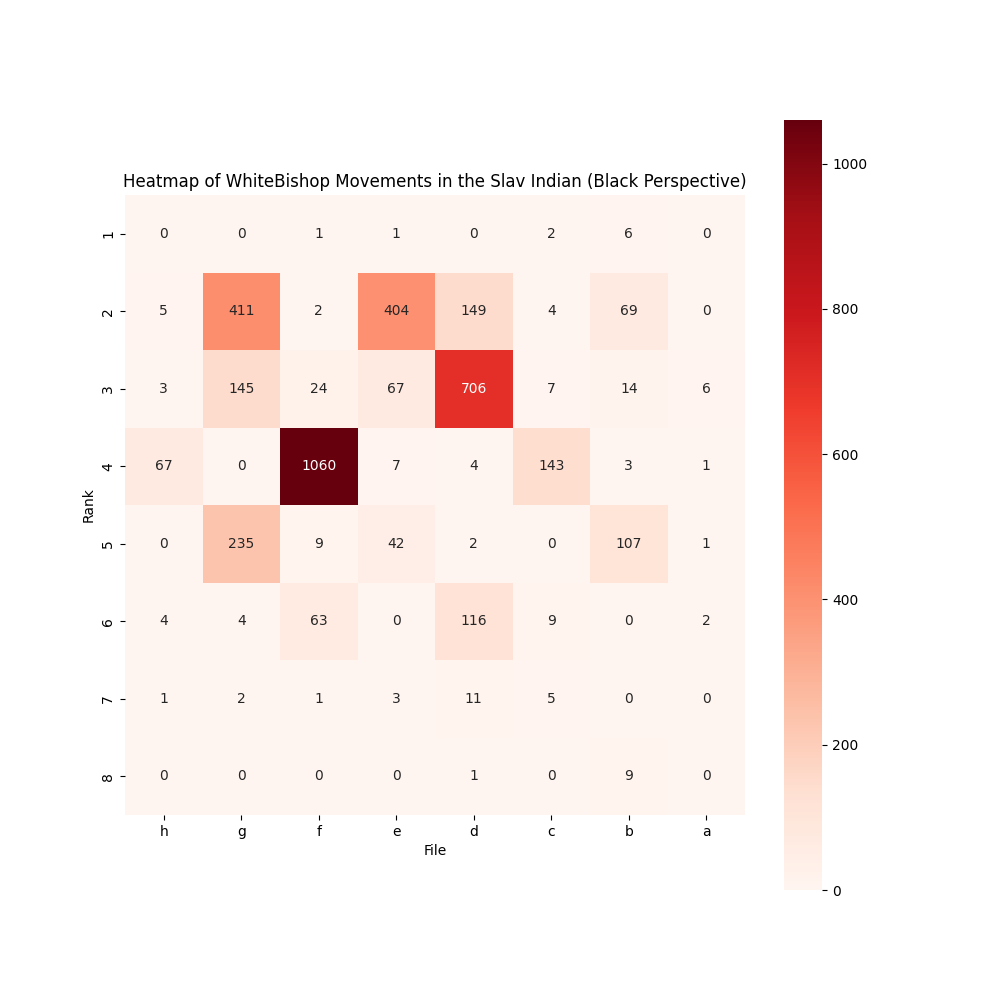 Heatmap of WhiteBishop Movements in the Slav Indian (Black Perspective)
1 0 0 1 1 0 2 6 0
2 5 411 2 404 149 4 69 0
3 3 145 24 67 706 7 14 6
4 67 0 1060 7 4 143 3 1
5 0 235 9 42 2 0 107 1
6 4 4 63 0 116 9 0 2
7 1 2 1 3 11 5 0 0
8 0 0 0 0 1 0 9 0
Rank
h g f e d c b a
File
1000
800
600
400
200
0